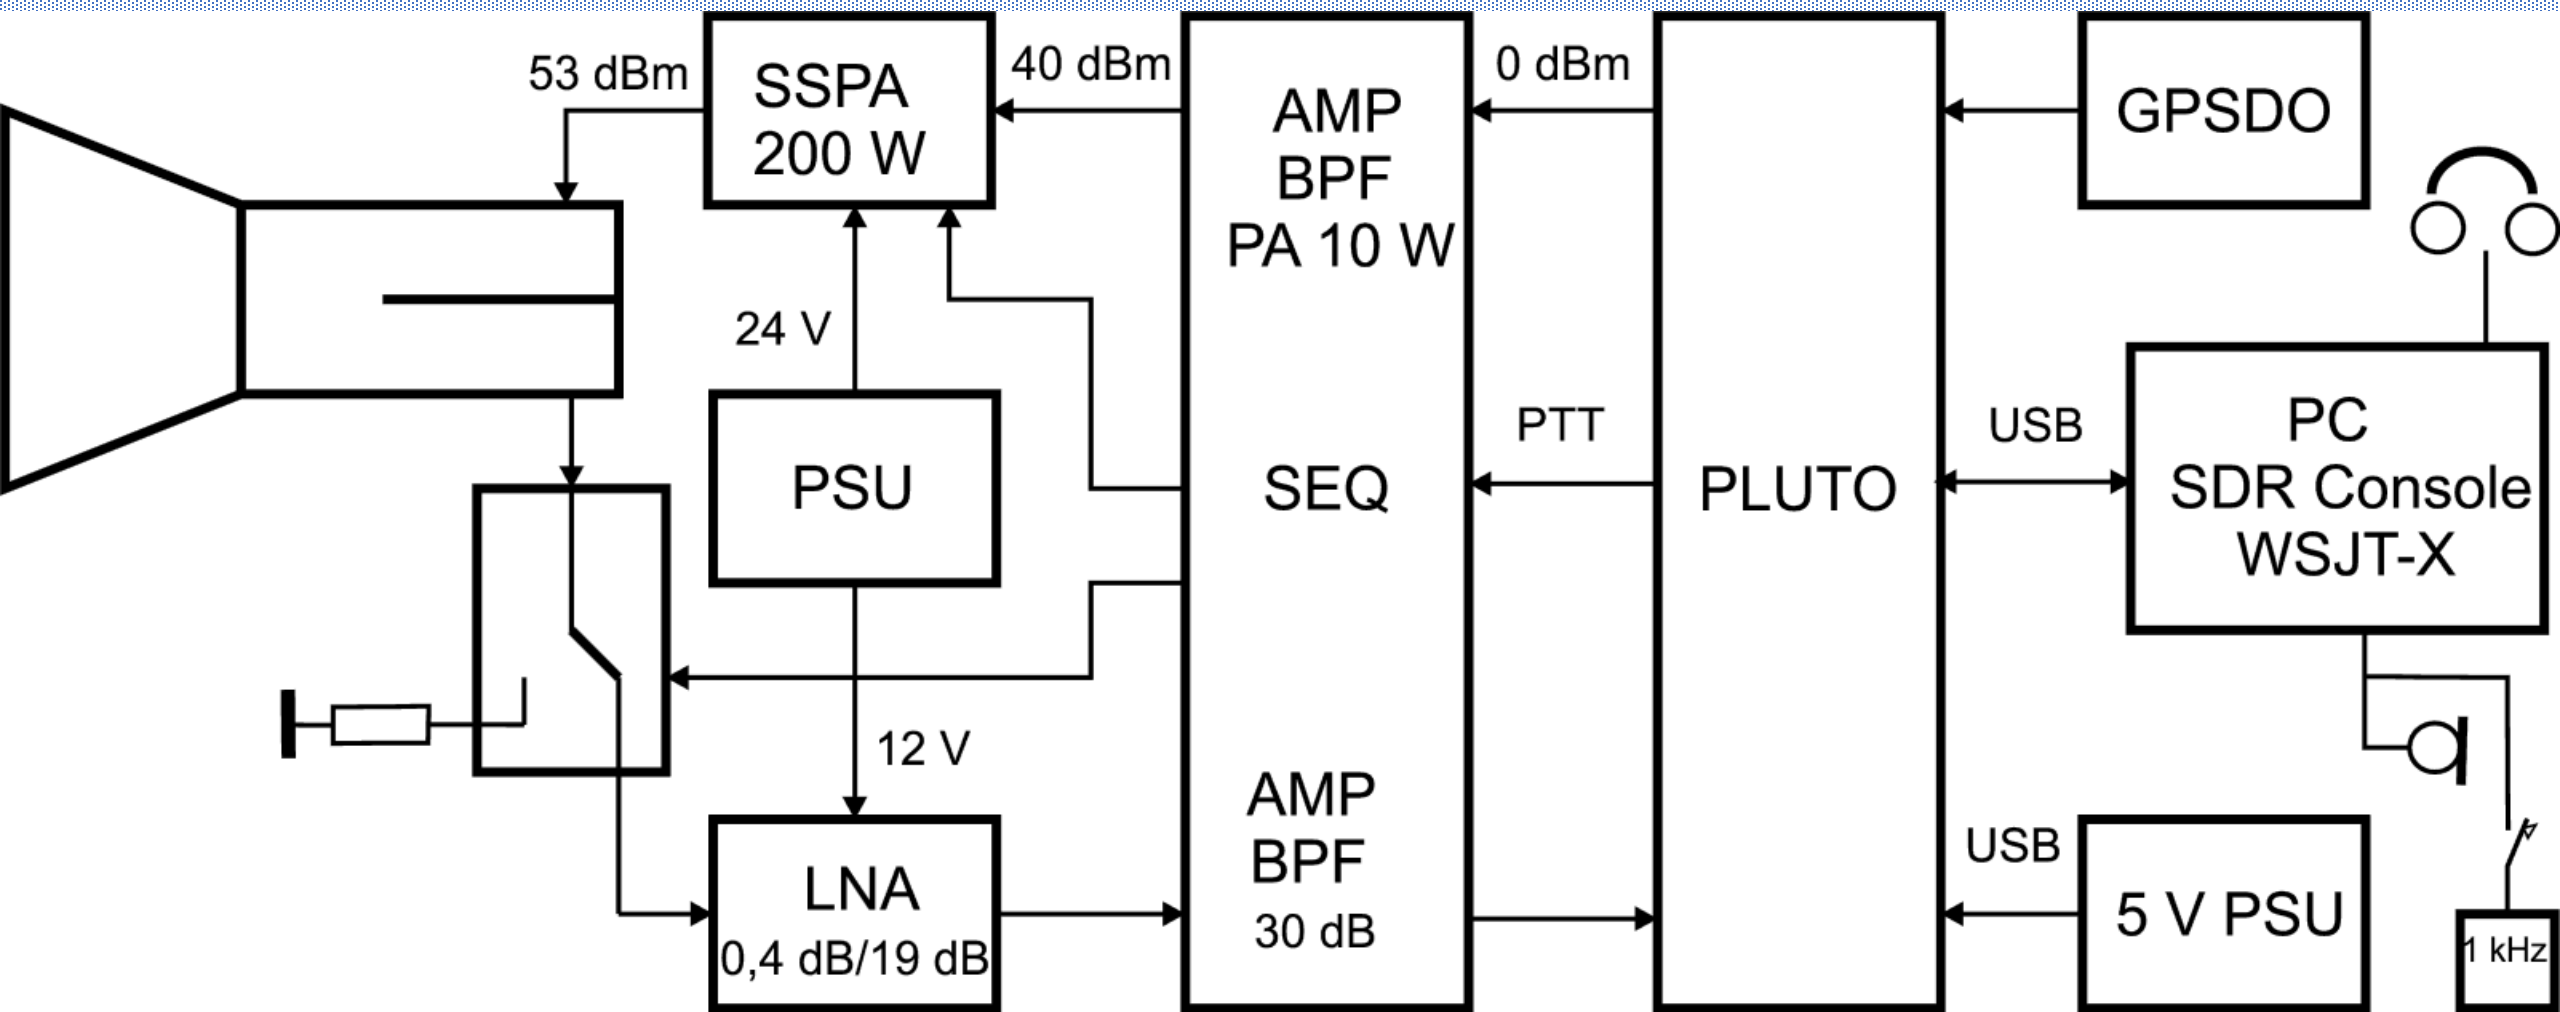 53 dBm
SSPA
200 W
40 dBm
AMP
BPF
PA 10 W
0 dBm
GPSDO
24 V
PSU
SEQ
PTT
PLUTO
USB
PC
SDR Console
WSJT-X
12 V
LNA
0,4 dB/19 dB
AMP
BPF
30 dB
USB
5 V PSU
1 kHz